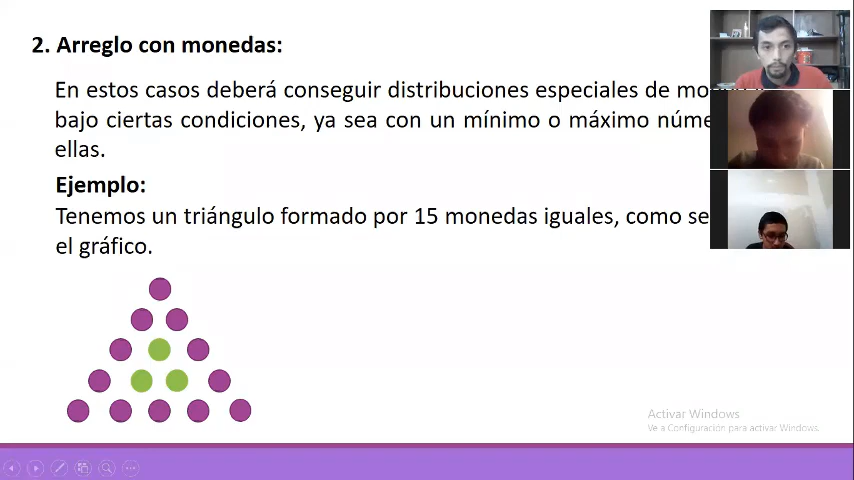 2. Arreglo con monedas:
En estos casos deberá conseguir distribuciones especiales de
bajo ciertas condiciones, ya sea con un mínimo o máximo
ellas.
Ejemplo:
Tenemos un triángulo formado por 15 monedas iguales, como se
el gráfico.
Activar Windows
Ve a Configuración para activar Windows.